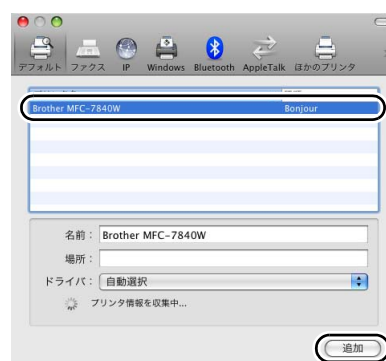 デフォルト ファクス IP Windows Bluetooth AppleTalk ほかのプリンタ
Brother MFC-7840W Bonjour
名前： Brother MFC-7840W
場所：
ドライバ： 自動選択
プリンタ情報を収集中...
追加